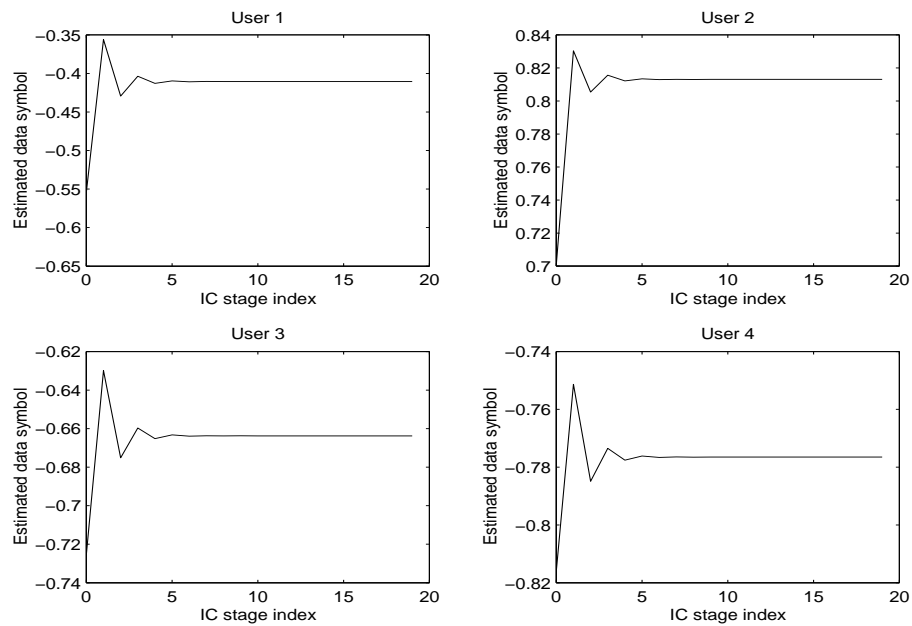 User 1
Estimated data symbol
−0.35
−0.4
−0.45
−0.5
−0.55
−0.6
−0.65
0 5 10 15 20
IC stage index
User 2
Estimated data symbol
0.84
0.82
0.8
0.78
0.76
0.74
0.72
0.7
0 5 10 15 20
IC stage index
User 3
Estimated data symbol
−0.62
−0.64
−0.66
−0.68
−0.7
−0.72
−0.74
0 5 10 15 20
IC stage index
User 4
Estimated data symbol
−0.74
−0.76
−0.78
−0.8
−0.82
0 5 10 15 20
IC stage index